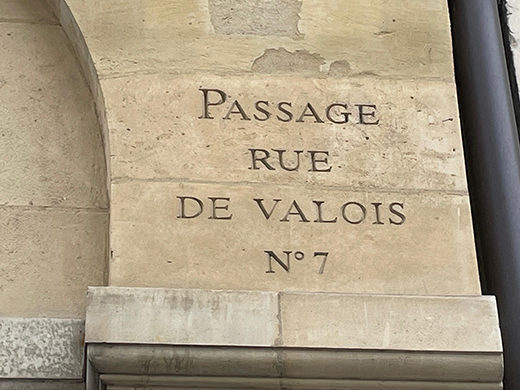 PASSAGE
RUE
DE VALOIS
N° 7